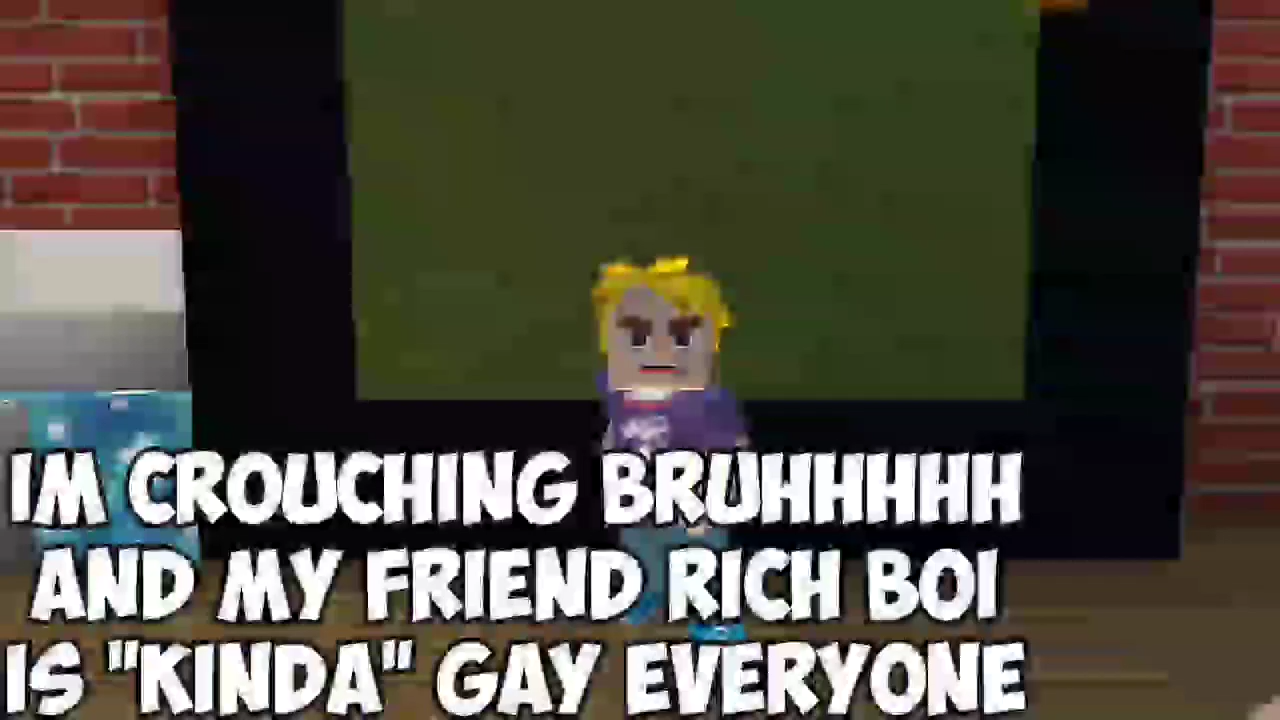 IM CROUCHING BRUHHHHH
AND MY FRIEND RICH BOI
IS "KINDA" GAY EVERYONE